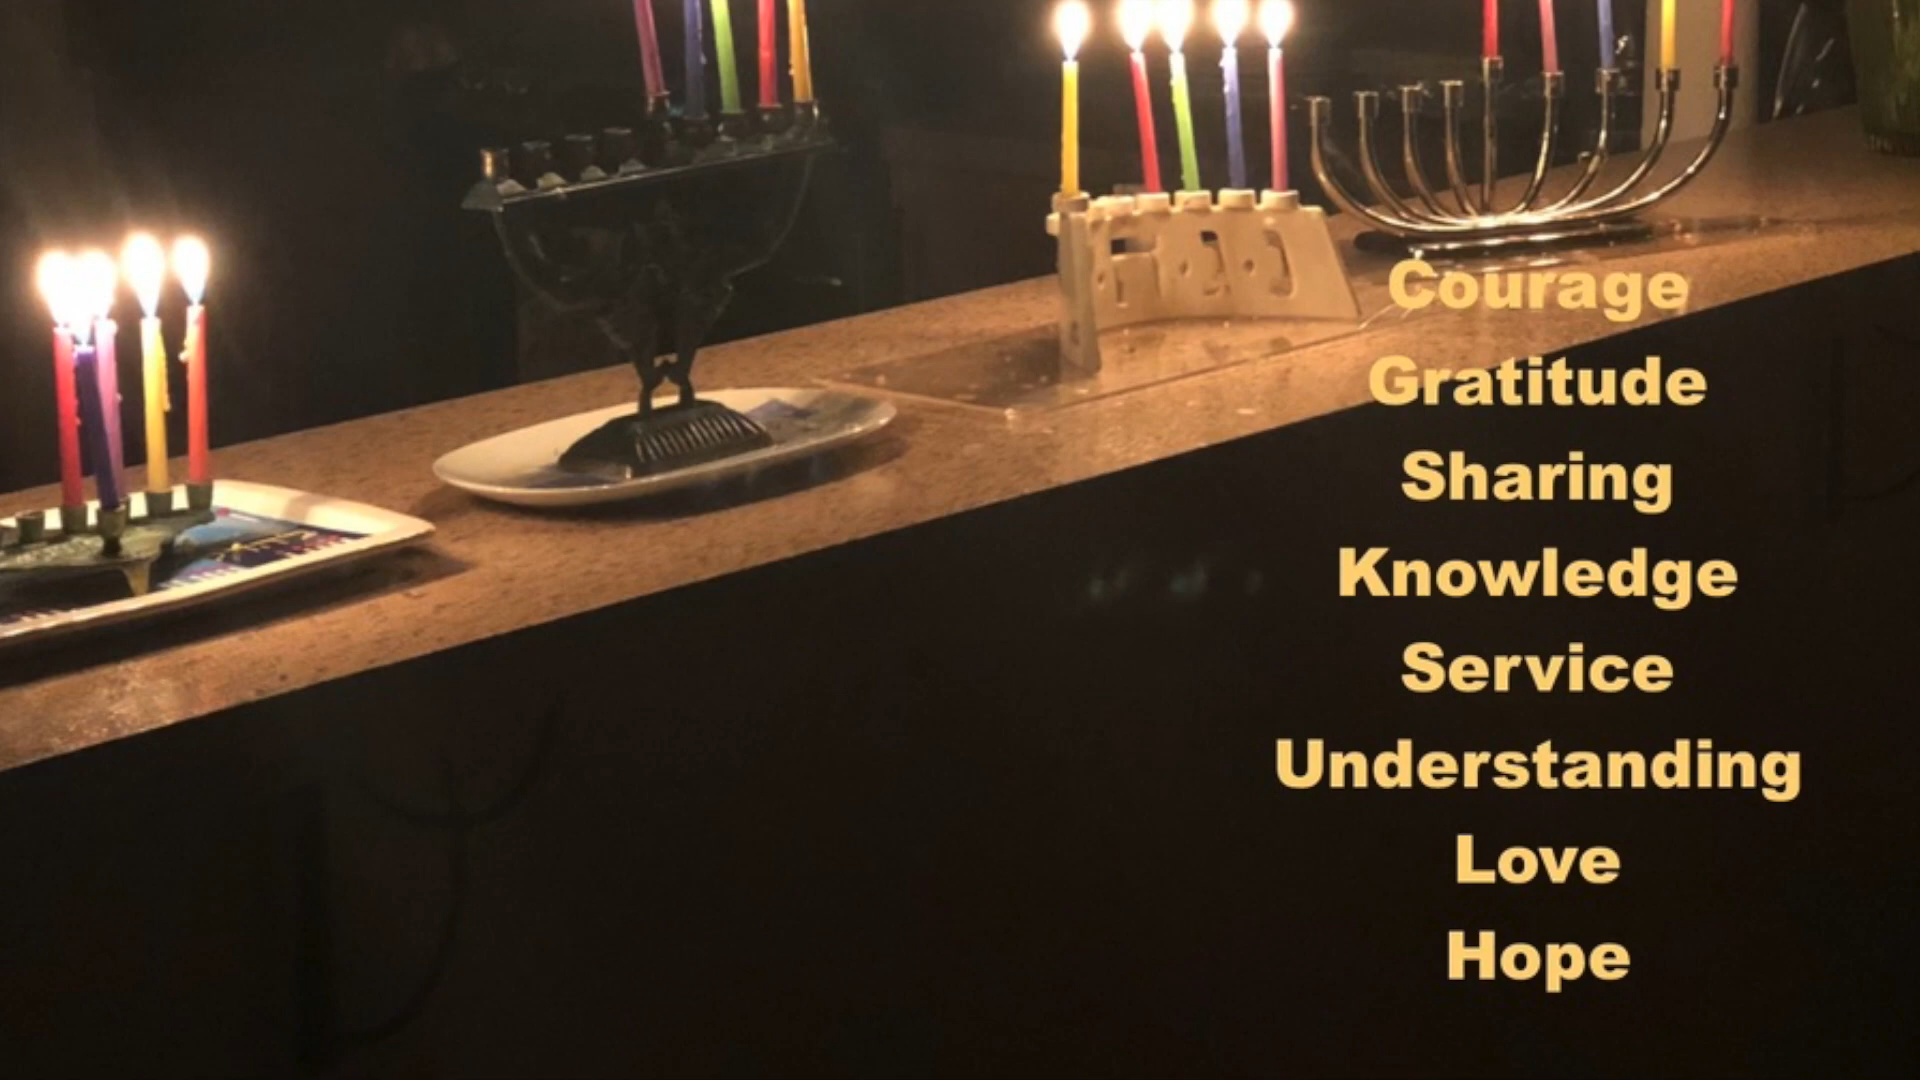 Courage
Gratitude
Sharing
Knowledge
Service
Understanding
Love
Hope